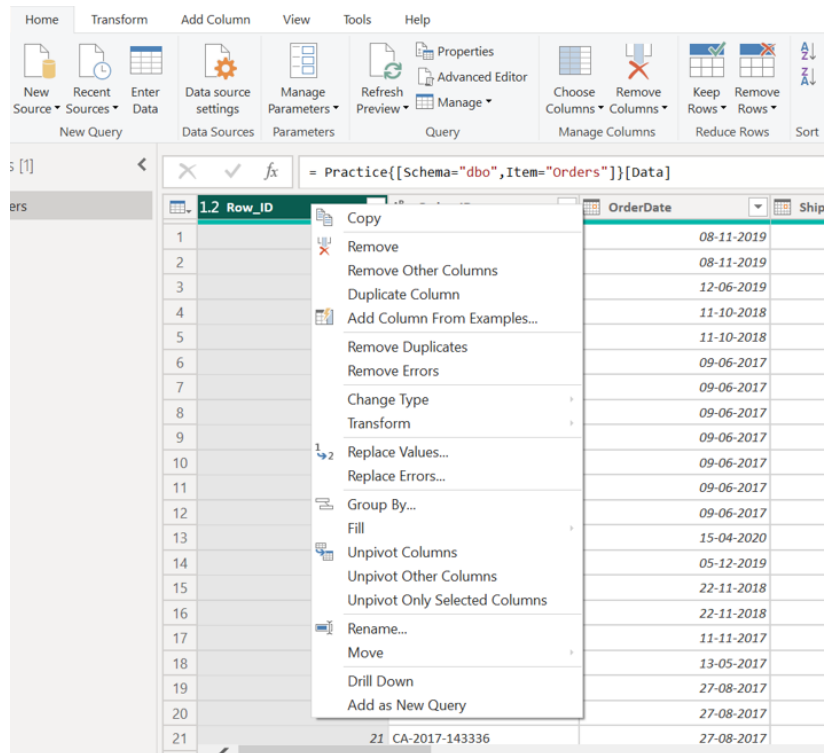 Home Transform Add Column View Tools Help
New Source Recent Sources Enter Data
Data source settings
Manage Parameters
Refresh Preview
Properties
Advanced Editor
Manage
Choose Columns Remove Columns
Keep Rows Remove Rows
New Query Data Sources Parameters Query Manage Columns Reduce Rows Sort
[1]
fx = Practice{[Schema="dbo",Item="Orders"]}[Data]
ers
1.2 Row_ID OrderDate Ship
Copy
Remove
Remove Other Columns
Duplicate Column
Add Column From Examples...
Remove Duplicates
Remove Errors
Change Type
Transform
Replace Values...
Replace Errors...
Group By...
Fill
Unpivot Columns
Unpivot Other Columns
Unpivot Only Selected Columns
Rename...
Move
Drill Down
Add as New Query
1 08-11-2019
2 08-11-2019
3 12-06-2019
4 11-10-2018
5 11-10-2018
6 09-06-2017
7 09-06-2017
8 09-06-2017
9 09-06-2017
10 09-06-2017
11 09-06-2017
12 09-06-2017
13 15-04-2020
14 05-12-2019
15 22-11-2018
16 22-11-2018
17 11-11-2017
18 13-05-2017
19 27-08-2017
20 27-08-2017
21 21 CA-2017-143336 27-08-2017